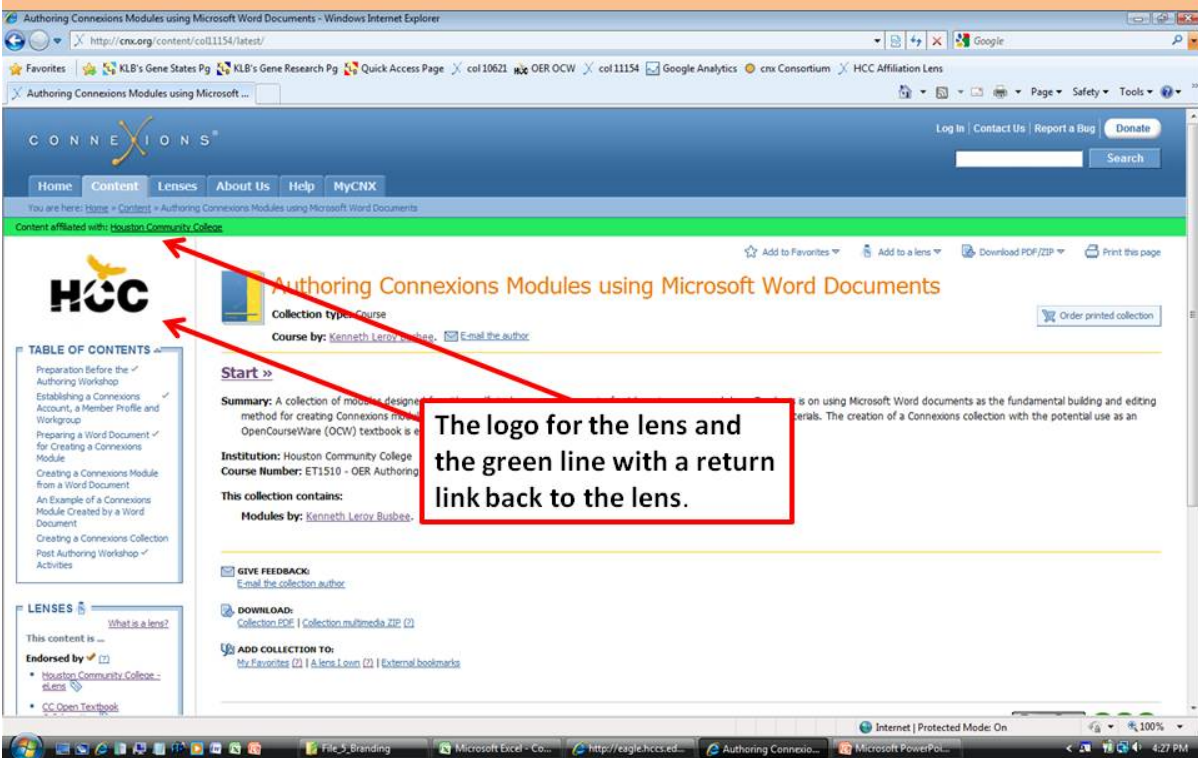 Authoring Connexions Modules using Microsoft Word Documents - Windows Internet Explorer
http://cnx.org/content/col11154/latest/
Google
Favorites KLB's Gene States Pg KLB's Gene Research Pg Quick Access Page col 10621 OER OCW col 11154 Google Analytics cnx Consortium HCC Affiliation Lens
Authoring Connexions Modules using Microsoft ...
Page Safety Tools
CONNEXIONS®
Log In | Contact Us | Report a Bug Donate
Search
Home Content Lenses About Us Help MyCNX
You are here: Home » Content » Authoring Connexions Modules using Microsoft Word Documents
Content affiliated with: Houston Community College
Add to Favorites Add to a lens Download PDF/ZIP Print this page
HCC
Authoring Connexions Modules using Microsoft Word Documents
Collection type: Course
Order printed collection
Course by: Kenneth Leroy Busbee. E-mail the author
TABLE OF CONTENTS
Preparation Before the
Authoring Workshop
Establishing a Connexions
Account, a Member Profile and
Workgroup
Preparing a Word Document
for Creating a Connexions
Module
Creating a Connexions Module
from a Word Document
An Example of a Connexions
Module Created by a Word
Document
Creating a Connexions Collection
Post Authoring Workshop
Activities
Start »
Summary: A collection of modules designed is on using Microsoft Word documents as the fundamental building and editing
method for creating Connexions The creation of a Connexions collection with the potential use as an
OpenCourseWare (OCW) textbook is
Institution: Houston Community College
Course Number: ET1510 - OER Authoring
This collection contains:
Modules by: Kenneth Leroy Busbee.
The logo for the lens and
the green line with a return
link back to the lens.
GIVE FEEDBACK:
E-mail the collection author
DOWNLOAD:
Collection PDF | Collection multimedia ZIP (?)
ADD COLLECTION TO:
My Favorites (?) | A lens I own (?) | External bookmarks
LENSES
What is a lens?
This content is ...
Endorsed by (?)
Houston Community College -
eLens
CC Open Textbook
Internet | Protected Mode: On 100%
File_5_Branding Microsoft Excel - Co... http://eagle.hccs.ed... Authoring Connexio... Microsoft PowerPoi... 4:27 PM